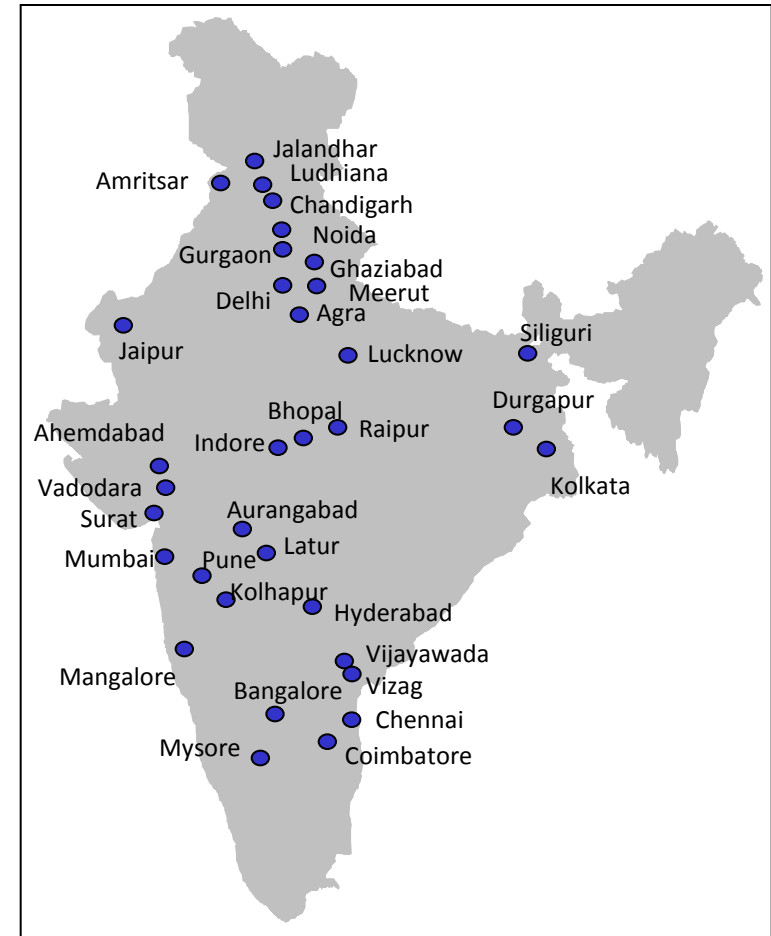 Jalandhar
Amritsar
Ludhiana
Chandigarh
Noida
Gurgaon
Ghaziabad
Delhi
Meerut
Agra
Siliguri
Jaipur
Lucknow
Durgapur
Bhopal
Raipur
Indore
Ahemdabad
Kolkata
Vadodara
Surat
Aurangabad
Latur
Mumbai
Pune
Kolhapur
Hyderabad
Vijayawada
Mangalore
Vizag
Bangalore
Chennai
Mysore
Coimbatore